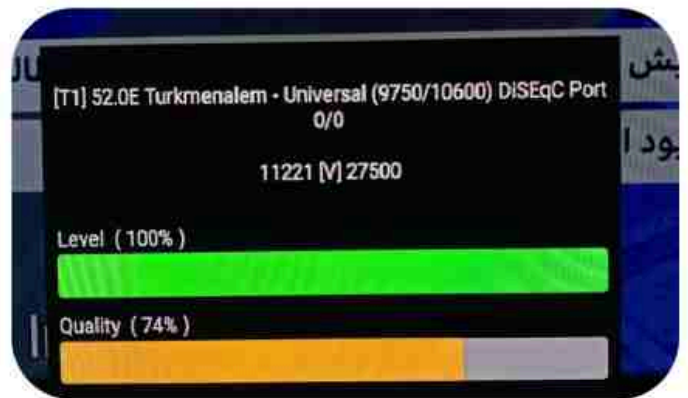 [T1] 52.0E Turkmenalem - Universal (9750/10600) DiSEqC Port
0/0
11221 [V] 27500
Level ( 100% )
Quality ( 74% )